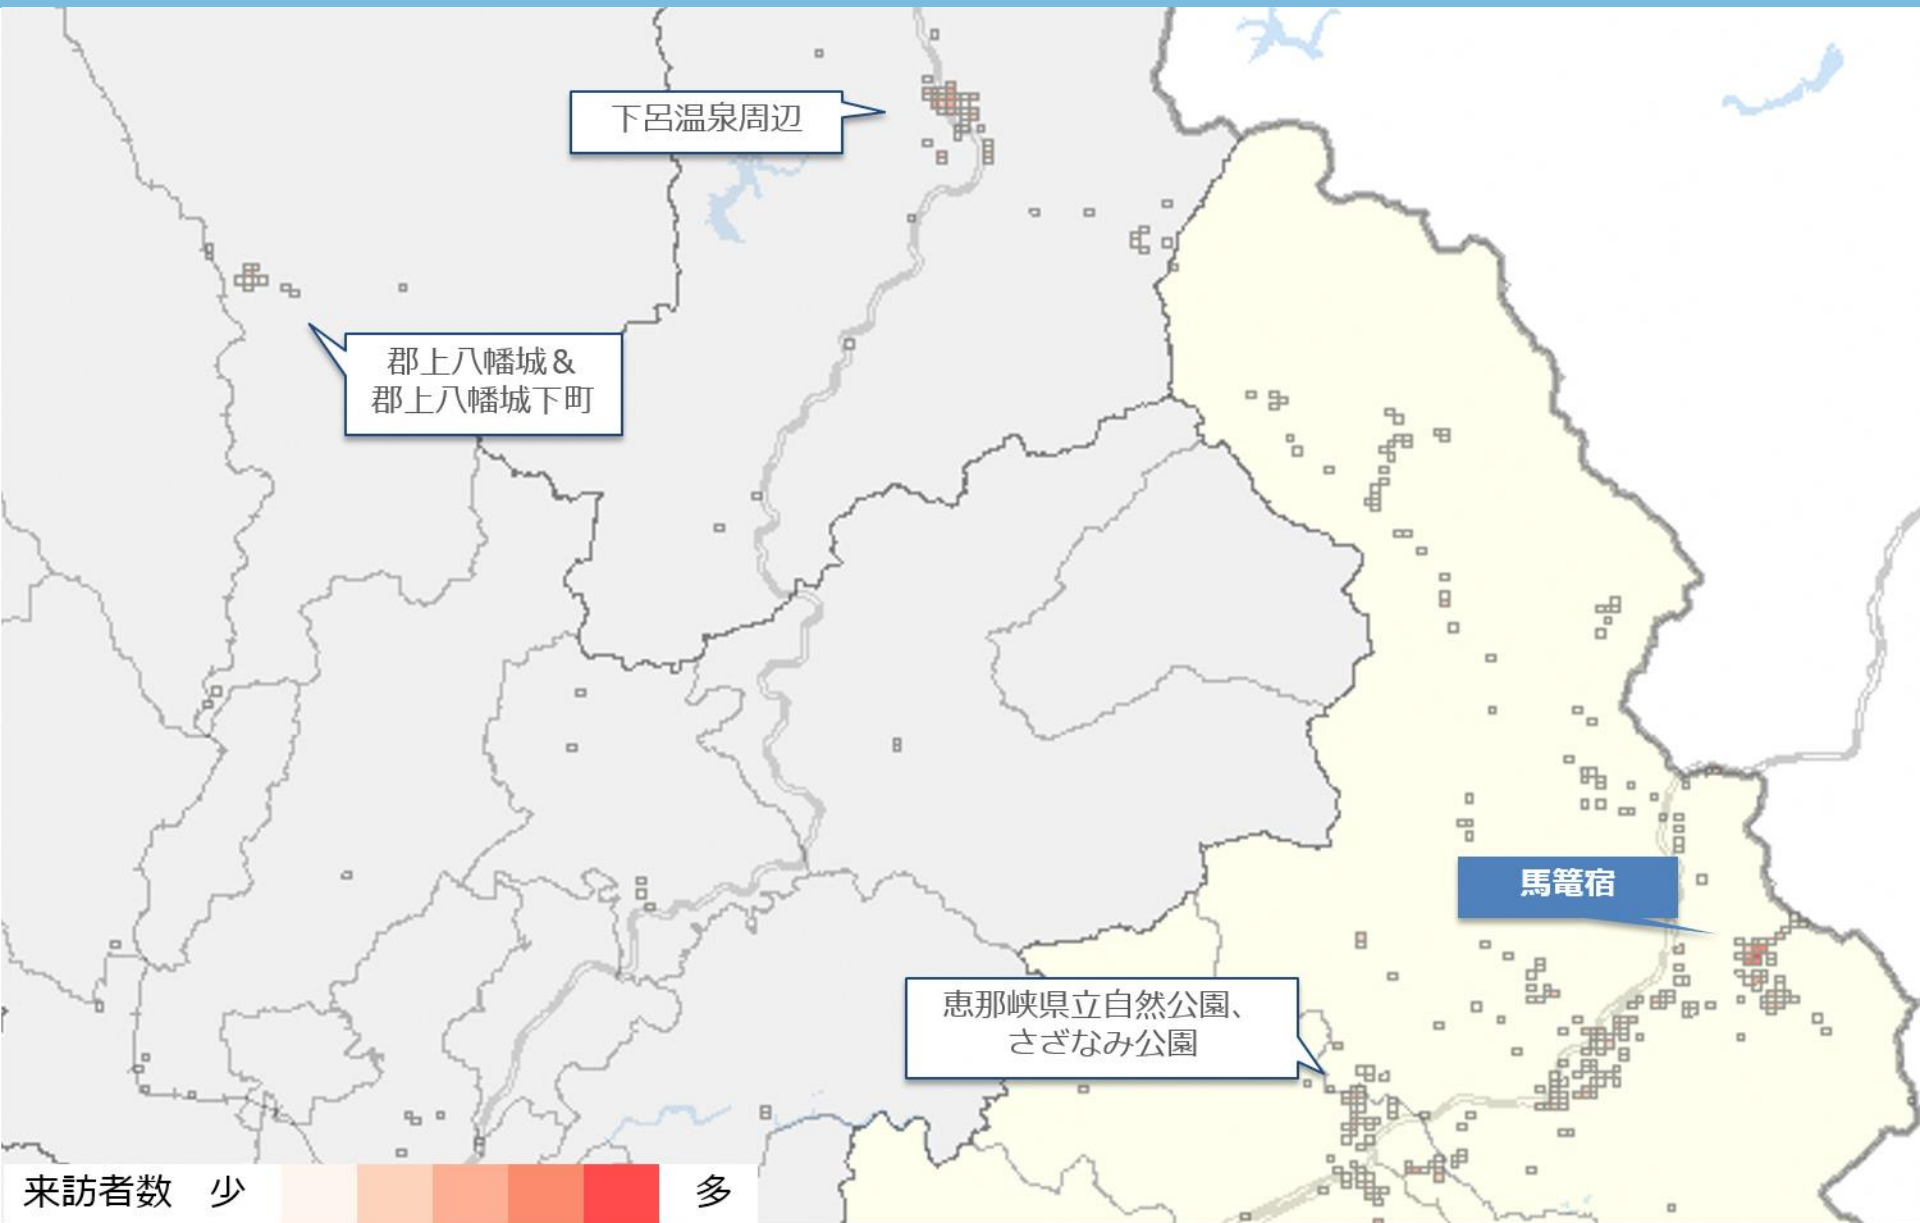 下呂温泉周辺
郡上八幡城＆
郡上八幡城下町
馬篭宿
恵那峡県立自然公園、
さざなみ公園
来訪者数 少 多